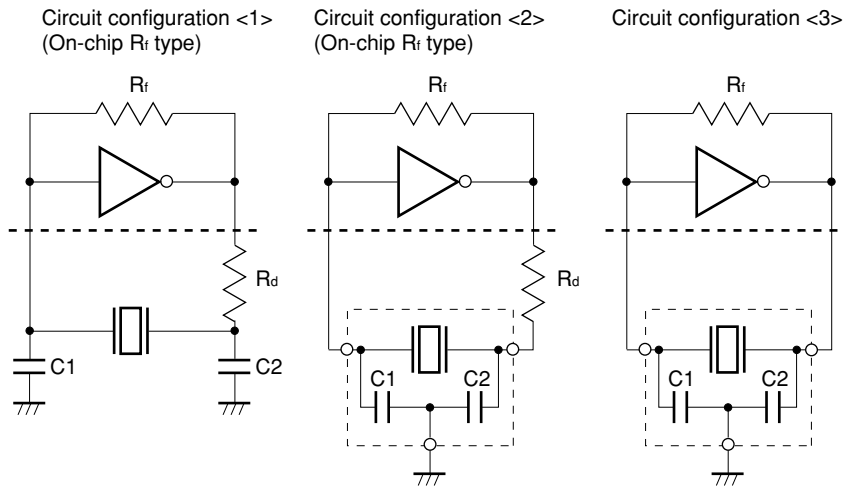 Circuit configuration <1>
(On-chip Rf type)
Circuit configuration <2>
(On-chip Rf type)
Circuit configuration <3>
Rf
Rf
Rf
Rd
Rd
C1
C2
C1
C2
C1
C2